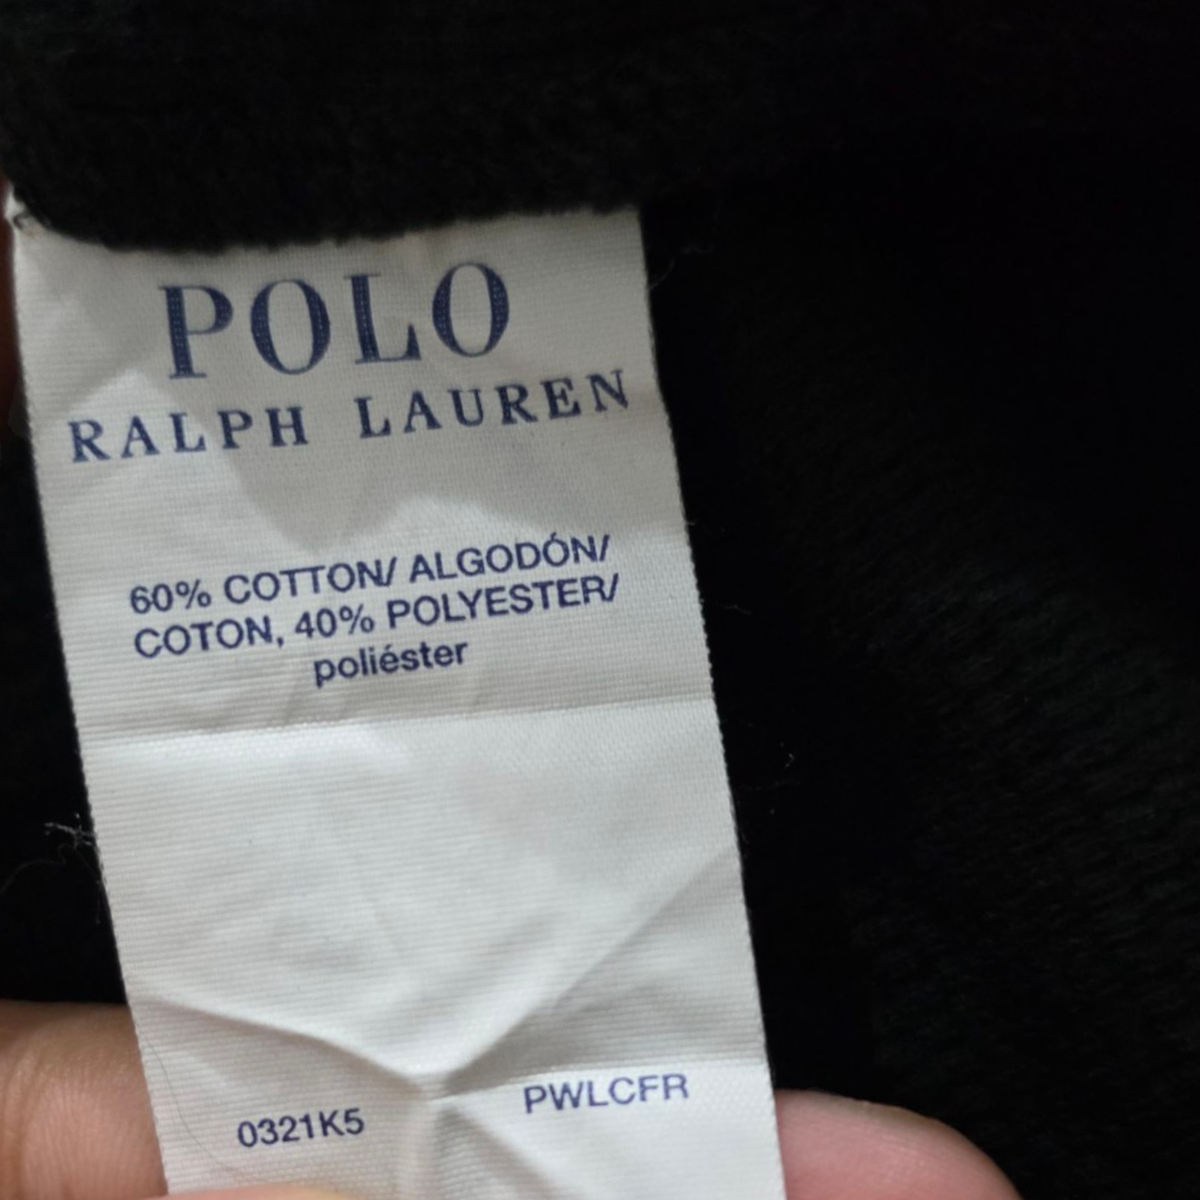 POLO
RALPH LAUREN
60% COTTON/ ALGODÓN/
COTON, 40% POLYESTER/
poliéster
0321K5 PWLCFR